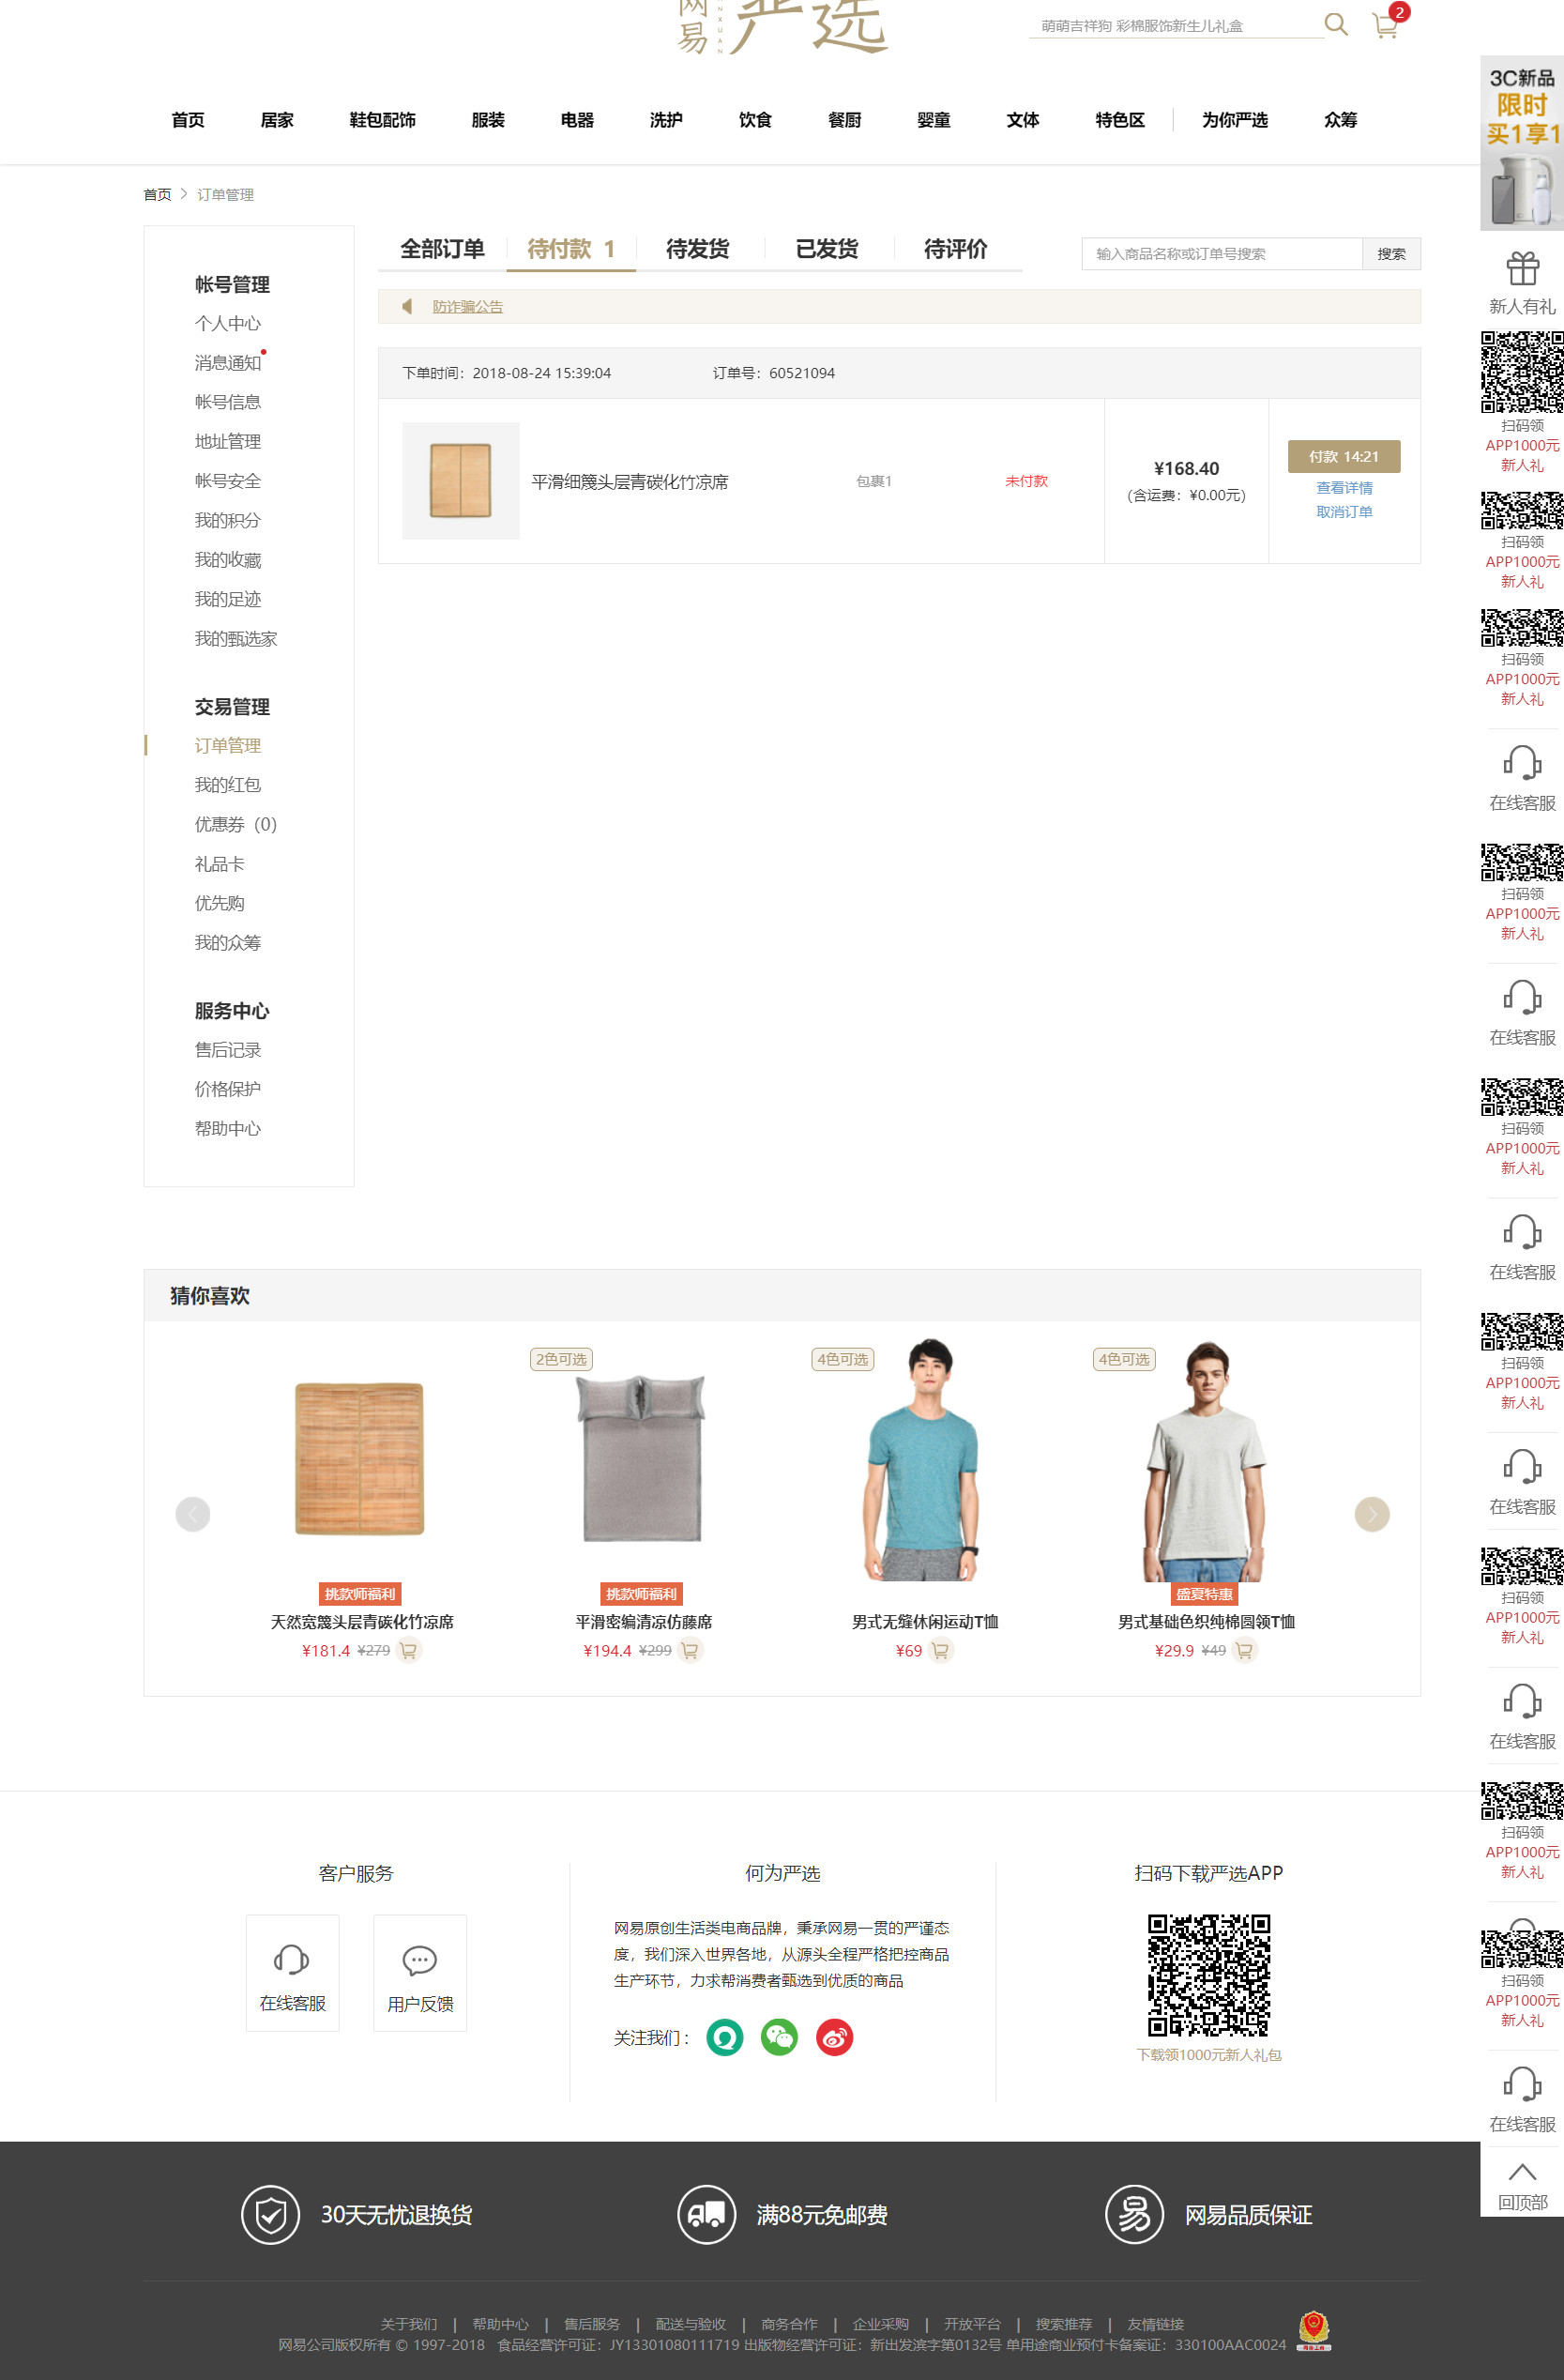 网易
严选
萌萌吉祥狗 彩棉服饰新生儿礼盒
2
首页
居家
鞋包配饰
服装
电器
洗护
饮食
餐厨
婴童
文体
特色区
为你严选
众筹
首页
订单管理
帐号管理
个人中心
消息通知
帐号信息
地址管理
帐号安全
我的积分
我的收藏
我的足迹
我的甄选家
交易管理
订单管理
我的红包
优惠券（0）
礼品卡
优先购
我的众筹
服务中心
售后记录
价格保护
帮助中心
全部订单
待付款 1
待发货
已发货
待评价
输入商品名称或订单号搜索
搜索
防诈骗公告
下单时间：2018-08-24 15:39:04
订单号：60521094
平滑细篾头层青碳化竹凉席
包裹1
未付款
¥168.40
（含运费：¥0.00元）
付款 14:21
查看详情
取消订单
猜你喜欢
挑款师福利
天然宽篾头层青碳化竹凉席
¥181.4 ¥279
2色可选
挑款师福利
平滑密编清凉仿藤席
¥194.4 ¥299
4色可选
男式无缝休闲运动T恤
¥69
4色可选
盛夏特惠
男式基础色织纯棉圆领T恤
¥29.9 ¥49
客户服务
在线客服
用户反馈
何为严选
网易原创生活类电商品牌，秉承网易一贯的严谨态
度，我们深入世界各地，从源头全程严格把控商品
生产环节，力求帮消费者甄选到优质的商品
关注我们：
扫码下载严选APP
下载领1000元新人礼包
30天无忧退换货
满88元免邮费
易
网易品质保证
关于我们 | 帮助中心 | 售后服务 | 配送与验收 | 商务合作 | 企业采购 | 开放平台 | 搜索推荐 | 友情链接
网易公司版权所有 © 1997-2018 食品经营许可证：JY13301080111719 出版物经营许可证：新出发滨字第0132号 单用途商业预付卡备案证：330100AAC0024
3C新品
限时
买1享1
新人有礼
扫码领
APP1000元
新人礼
扫码领
APP1000元
新人礼
扫码领
APP1000元
新人礼
在线客服
扫码领
APP1000元
新人礼
在线客服
扫码领
APP1000元
新人礼
在线客服
扫码领
APP1000元
新人礼
在线客服
扫码领
APP1000元
新人礼
在线客服
扫码领
APP1000元
新人礼
扫码领
APP1000元
新人礼
在线客服
回顶部